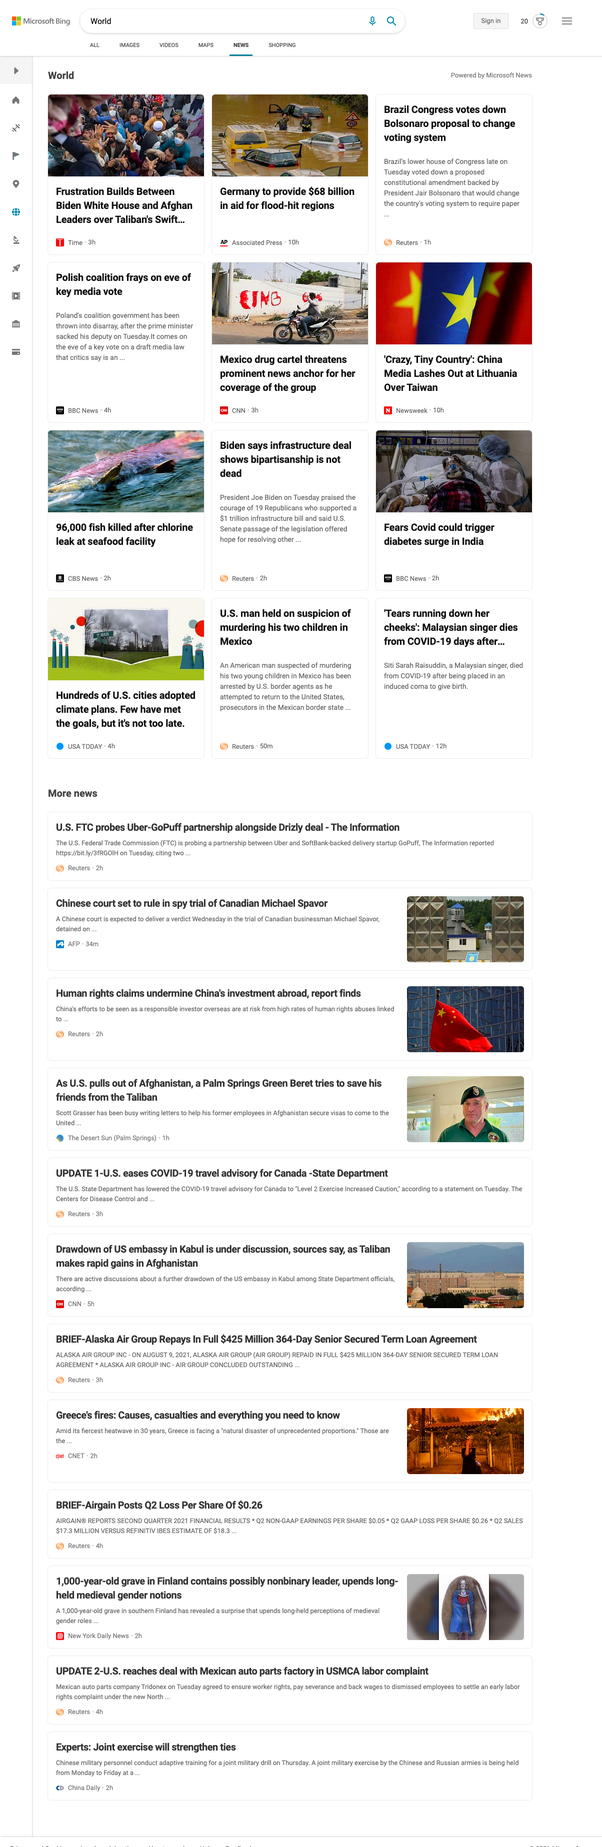 Microsoft Bing
World
Sign in
20
ALL IMAGES VIDEOS MAPS NEWS SHOPPING
World
Powered by Microsoft News
Frustration Builds Between
Biden White House and Afghan
Leaders over Taliban's Swift...
Time · 3h
Germany to provide $68 billion
in aid for flood-hit regions
AP
Associated Press · 10h
Brazil Congress votes down
Bolsonaro proposal to change
voting system
Brazil's lower house of Congress late on
Tuesday voted down a proposed
constitutional amendment backed by
President Jair Bolsonaro that would change
the country's voting system to require paper
...
Reuters · 1h
Polish coalition frays on eve of
key media vote
Poland's coalition government has been
thrown into disarray, after the prime minister
sacked his deputy on Tuesday.It comes on
the eve of a key vote on a draft media law
that critics say is an ...
BBC News · 4h
Mexico drug cartel threatens
prominent news anchor for her
coverage of the group
CNN · 3h
'Crazy, Tiny Country': China
Media Lashes Out at Lithuania
Over Taiwan
N
Newsweek · 10h
96,000 fish killed after chlorine
leak at seafood facility
CBS News · 2h
Biden says infrastructure deal
shows bipartisanship is not
dead
President Joe Biden on Tuesday praised the
courage of 19 Republicans who supported a
$1 trillion infrastructure bill and said U.S.
Senate passage of the legislation offered
hope for resolving other ...
Reuters · 2h
Fears Covid could trigger
diabetes surge in India
BBC News · 2h
Hundreds of U.S. cities adopted
climate plans. Few have met
the goals, but it's not too late.
USA TODAY · 4h
U.S. man held on suspicion of
murdering his two children in
Mexico
An American man suspected of murdering
his two young children in Mexico has been
arrested by U.S. border agents as he
attempted to return to the United States,
prosecutors in the Mexican border state ...
Reuters · 50m
'Tears running down her
cheeks': Malaysian singer dies
from COVID-19 days after...
Siti Sarah Raisuddin, a Malaysian singer, died
from COVID-19 after being placed in an
induced coma to give birth.
USA TODAY · 12h
More news
U.S. FTC probes Uber-GoPuff partnership alongside Drizly deal - The Information
The U.S. Federal Trade Commission (FTC) is probing a partnership between Uber and SoftBank-backed delivery startup GoPuff, The Information reported
on Tuesday, citing two ...
Reuters · 2h
Chinese court set to rule in spy trial of Canadian Michael Spavor
A Chinese court is expected to deliver a verdict Wednesday in the trial of Canadian businessman Michael Spavor,
detained on ...
AFP · 34m
Human rights claims undermine China's investment abroad, report finds
China's efforts to be seen as a responsible investor overseas are at risk from high rates of human rights abuses linked
to ...
Reuters · 2h
As U.S. pulls out of Afghanistan, a Palm Springs Green Beret tries to save his
friends from the Taliban
Scott Grasser has been busy writing letters to help his former employees in Afghanistan secure visas to come to the
United ...
The Desert Sun (Palm Springs) · 1h
UPDATE 1-U.S. eases COVID-19 travel advisory for Canada -State Department
The U.S. State Department has lowered the COVID-19 travel advisory for Canada to "Level 2 Exercise Increased Caution," according to a statement on Tuesday. The
Centers for Disease Control and ...
Reuters · 3h
Drawdown of US embassy in Kabul is under discussion, sources say, as Taliban
makes rapid gains in Afghanistan
There are active discussions about a further drawdown of the US embassy in Kabul among State Department officials,
according ...
CNN · 5h
BRIEF-Alaska Air Group Repays In Full $425 Million 364-Day Senior Secured Term Loan Agreement
ALASKA AIR GROUP INC - ON AUGUST 9, 2021, ALASKA AIR GROUP (AIR GROUP) REPAID IN FULL $425 MILLION 364-DAY SENIOR SECURED TERM LOAN
AGREEMENT * ALASKA AIR GROUP INC - AIR GROUP CONCLUDED OUTSTANDING ...
Reuters · 3h
Greece's fires: Causes, casualties and everything you need to know
Amid its fiercest heatwave in 30 years, Greece is facing a "natural disaster of unprecedented proportions." Those are
the ...
CNET · 2h
BRIEF-Airgain Posts Q2 Loss Per Share Of $0.26
AIRGAIN® REPORTS SECOND QUARTER 2021 FINANCIAL RESULTS * Q2 NON-GAAP EARNINGS PER SHARE $0.05 * Q2 GAAP LOSS PER SHARE $0.26 * Q2 SALES
$17.3 MILLION VERSUS REFINITIV IBES ESTIMATE OF $18.3 ...
Reuters · 4h
1,000-year-old grave in Finland contains possibly nonbinary leader, upends long-
held medieval gender notions
A 1,000-year-old grave in southern Finland has revealed a surprise that upends long-held perceptions of medieval
gender roles ...
New York Daily News · 2h
UPDATE 2-U.S. reaches deal with Mexican auto parts factory in USMCA labor complaint
Mexican auto parts company Tridonex on Tuesday agreed to ensure worker rights, pay severance and back wages to dismissed employees to settle an early labor
rights complaint under the new North ...
Reuters · 4h
Experts: Joint exercise will strengthen ties
Chinese military personnel conduct adaptive training for a joint military drill on Thursday. A joint military exercise by the Chinese and Russian armies is being held
from Monday to Friday at a ...
China Daily · 2h